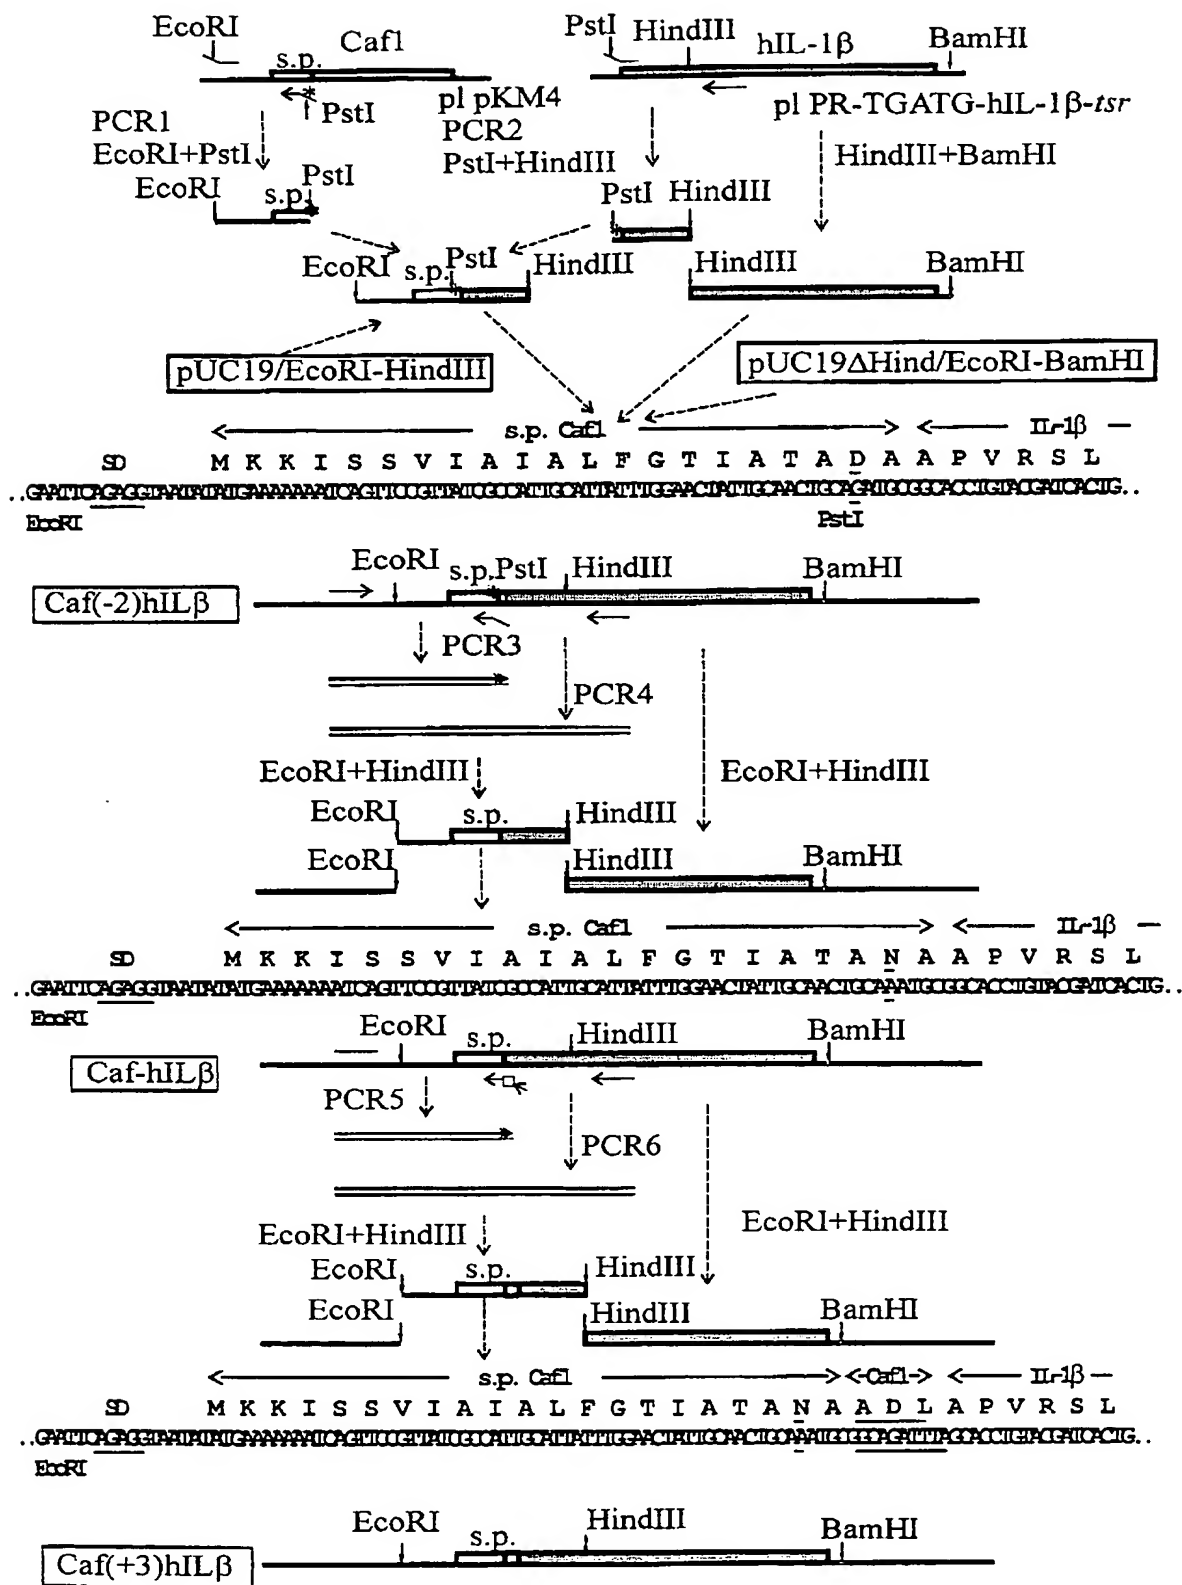 EcoRI s.p. Caf1 PstI HindIII hIL-1β BamHI
PstI pl pKM4 pl PR-TGATG-hIL-1β-tsr
PCR1 PCR2
EcoRI+PstI PstI+HindIII HindIII+BamHI
EcoRI s.p. PstI PstI HindIII
EcoRI s.p. PstI HindIII HindIII BamHI
pUC19/EcoRI-HindIII pUC19ΔHind/EcoRI-BamHI
s.p. Caf1 IL-1β
SD M K K I S S V I A I A L F G T I A T A D A A P V R S L
..GAATTCAGAGGTAATATATGAAAAAAATCAGTTCCGTTATCGCCATTGCATTATTTGGAACTATTGCAACTGCAGATGCGGCACCTGTACGATCACTG..
EcoRI PstI
EcoRI s.p. PstI HindIII BamHI
Caf(-2)hILβ
PCR3
PCR4
EcoRI+HindIII EcoRI+HindIII
EcoRI s.p. HindIII
EcoRI HindIII BamHI
s.p. Caf1 IL-1β
SD M K K I S S V I A I A L F G T I A T A N A A P V R S L
..GAATTCAGAGGTAATATATGAAAAAAATCAGTTCCGTTATCGCCATTGCATTATTTGGAACTATTGCAACTGCAAATGCGGCACCTGTACGATCACTG..
EcoRI
EcoRI s.p. HindIII BamHI
Caf-hILβ
PCR5
PCR6
EcoRI+HindIII EcoRI+HindIII
EcoRI s.p. HindIII
EcoRI HindIII BamHI
s.p. Caf1 Caf1 IL-1β
SD M K K I S S V I A I A L F G T I A T A N A A D L A P V R S L
..GAATTCAGAGGTAATATATGAAAAAAATCAGTTCCGTTATCGCCATTGCATTATTTGGAACTATTGCAACTGCAAATGCGGCAGATTTAGCACCTGTACGATCACTG..
EcoRI
EcoRI s.p. HindIII BamHI
Caf(+3)hILβ